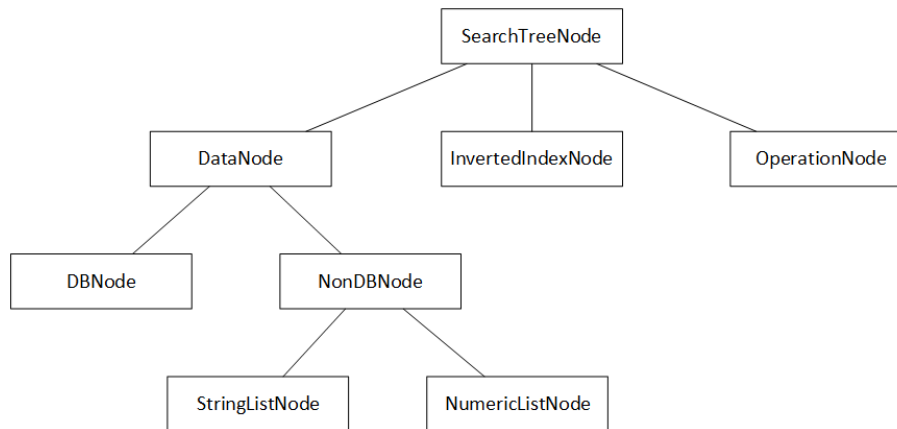 SearchTreeNode
DataNode
InvertedIndexNode
OperationNode
DBNode
NonDBNode
StringListNode
NumericListNode